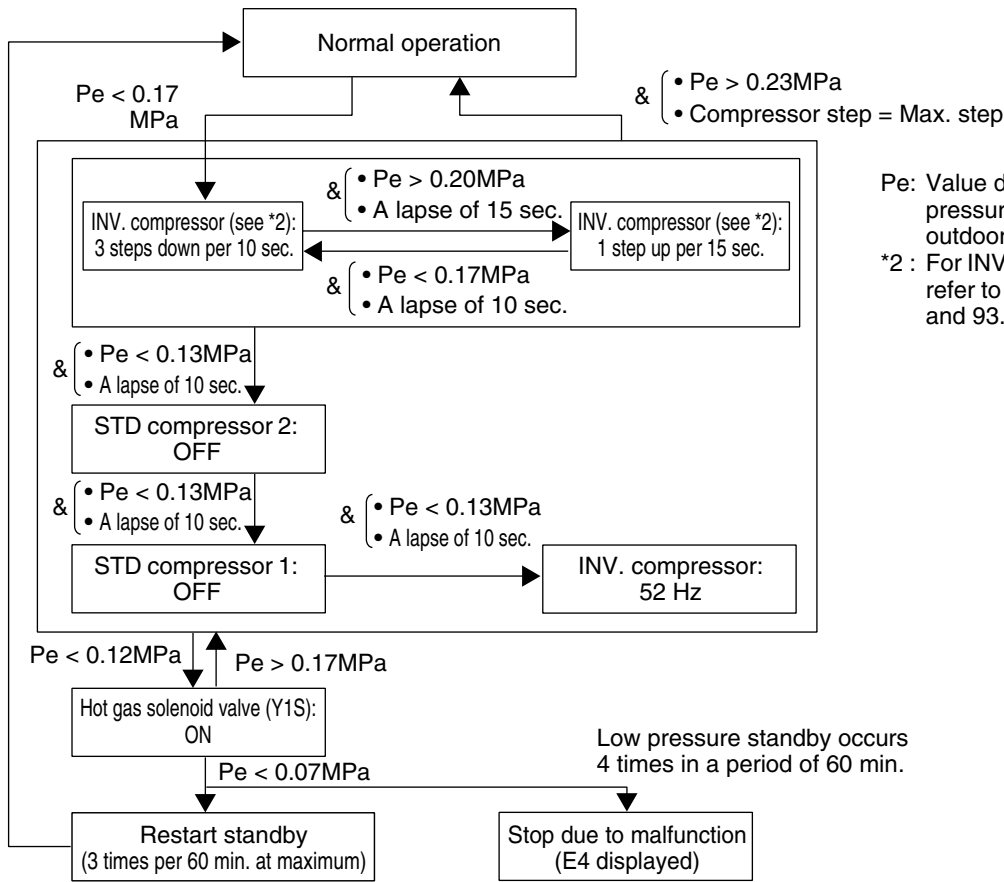 Normal operation
Pe < 0.17
MPa
& • Pe > 0.23MPa
• Compressor step = Max. step
& • Pe > 0.20MPa
• A lapse of 15 sec.
INV. compressor (see *2):
3 steps down per 10 sec.
INV. compressor (see *2):
1 step up per 15 sec.
& • Pe < 0.17MPa
• A lapse of 10 sec.
Pe: Value
pressur
outdoor
*2 : For INV
refer to
and 93.
& • Pe < 0.13MPa
• A lapse of 10 sec.
STD compressor 2:
OFF
& • Pe < 0.13MPa
• A lapse of 10 sec.
& • Pe < 0.13MPa
• A lapse of 10 sec.
STD compressor 1:
OFF
INV. compressor:
52 Hz
Pe < 0.12MPa
Pe > 0.17MPa
Hot gas solenoid valve (Y1S):
ON
Pe < 0.07MPa
Low pressure standby occurs
4 times in a period of 60 min.
Restart standby
(3 times per 60 min. at maximum)
Stop due to malfunction
(E4 displayed)